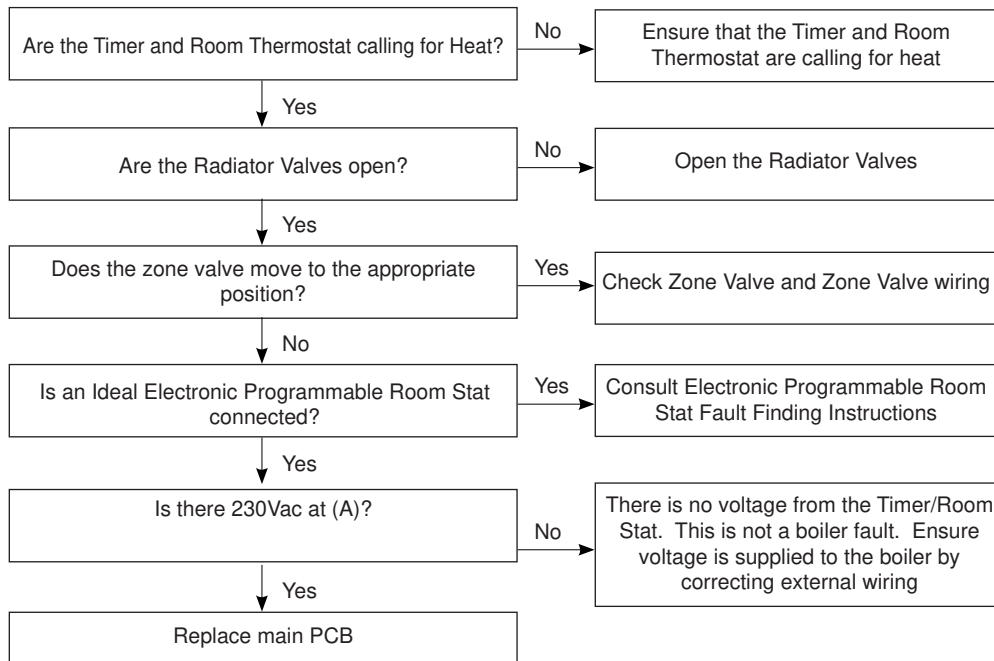 Are the Timer and Room Thermostat calling for Heat?
No
Ensure that the Timer and Room
Thermostat are calling for heat
Yes
Are the Radiator Valves open?
No
Open the Radiator Valves
Yes
Does the zone valve move to the appropriate
position?
Yes
Check Zone Valve and Zone Valve wiring
No
Is an Ideal Electronic Programmable Room Stat
connected?
Yes
Consult Electronic Programmable Room
Stat Fault Finding Instructions
Yes
Is there 230Vac at (A)?
No
There is no voltage from the Timer/Room
Stat. This is not a boiler fault. Ensure
voltage is supplied to the boiler by
correcting external wiring
Yes
Replace main PCB